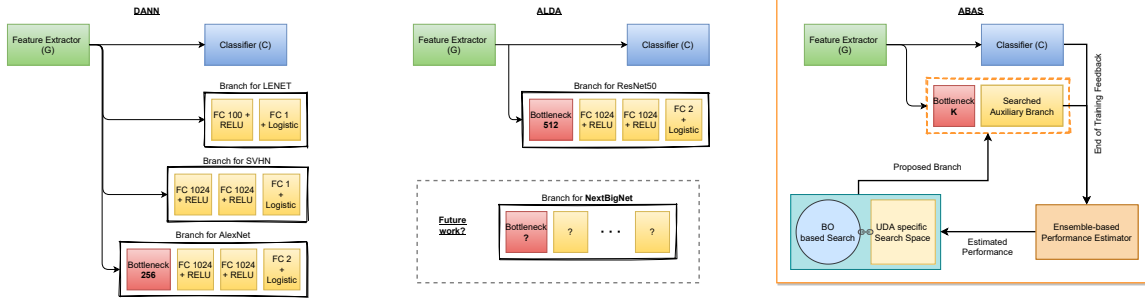 DANN
Feature Extractor
(G)
Classifier (C)
Branch for LENET
FC 100 +
RELU
FC 1
+ Logistic
Branch for SVHN
FC 1024
+ RELU
FC 1024
+ RELU
FC 1
+
Logistic
Branch for AlexNet
Bottleneck
256
FC 1024
+ RELU
FC 1024
+ RELU
FC 2
+
Logistic
ALDA
Feature Extractor
(G)
Classifier (C)
Branch for ResNet50
Bottleneck
512
FC 1024
+ RELU
FC 1024
+ RELU
FC 2
+
Logistic
Future
work?
Branch for NextBigNet
Bottleneck
?
?
. . .
?
ABAS
Feature Extractor
(G)
Classifier (C)
Bottleneck
K
Searched
Auxiliary Branch
End of Training Feedback
Proposed Branch
BO
based Search
UDA specific
Search Space
Estimated
Performance
Ensemble-based
Performance Estimator